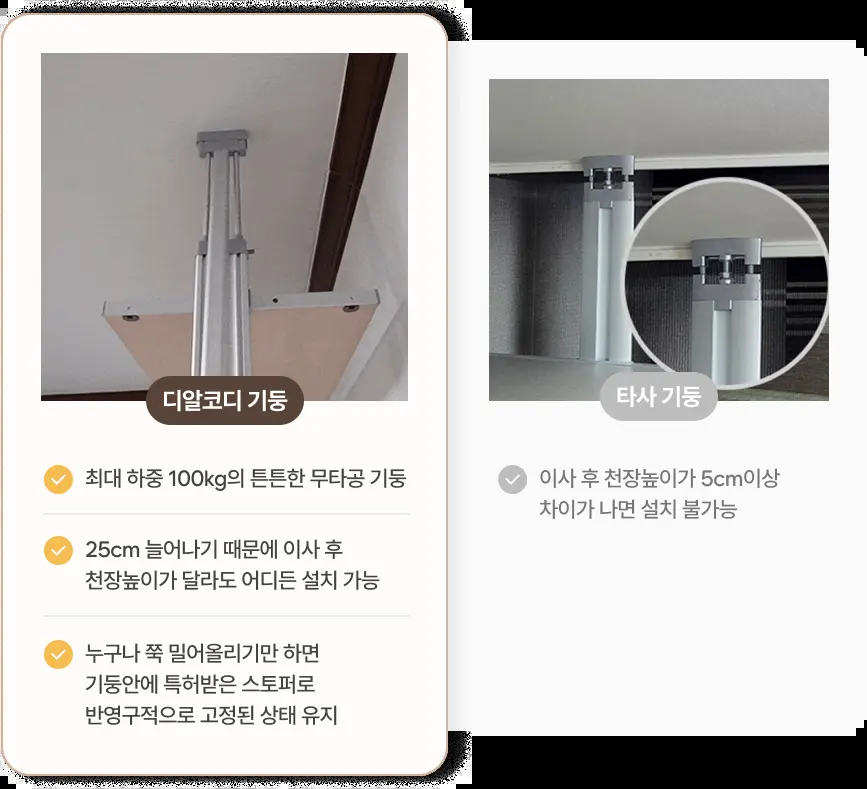 디알코디 기둥
최대 하중 100kg의 튼튼한 무타공 기둥
25cm 늘어나기 때문에 이사 후
천장높이가 달라도 어디든 설치 가능
누구나 쭉 밀어올리기만 하면
기둥안에 특허받은 스토퍼로
반영구적으로 고정된 상태 유지
타사 기둥
이사 후 천장높이가 5cm이상
차이가 나면 설치 불가능